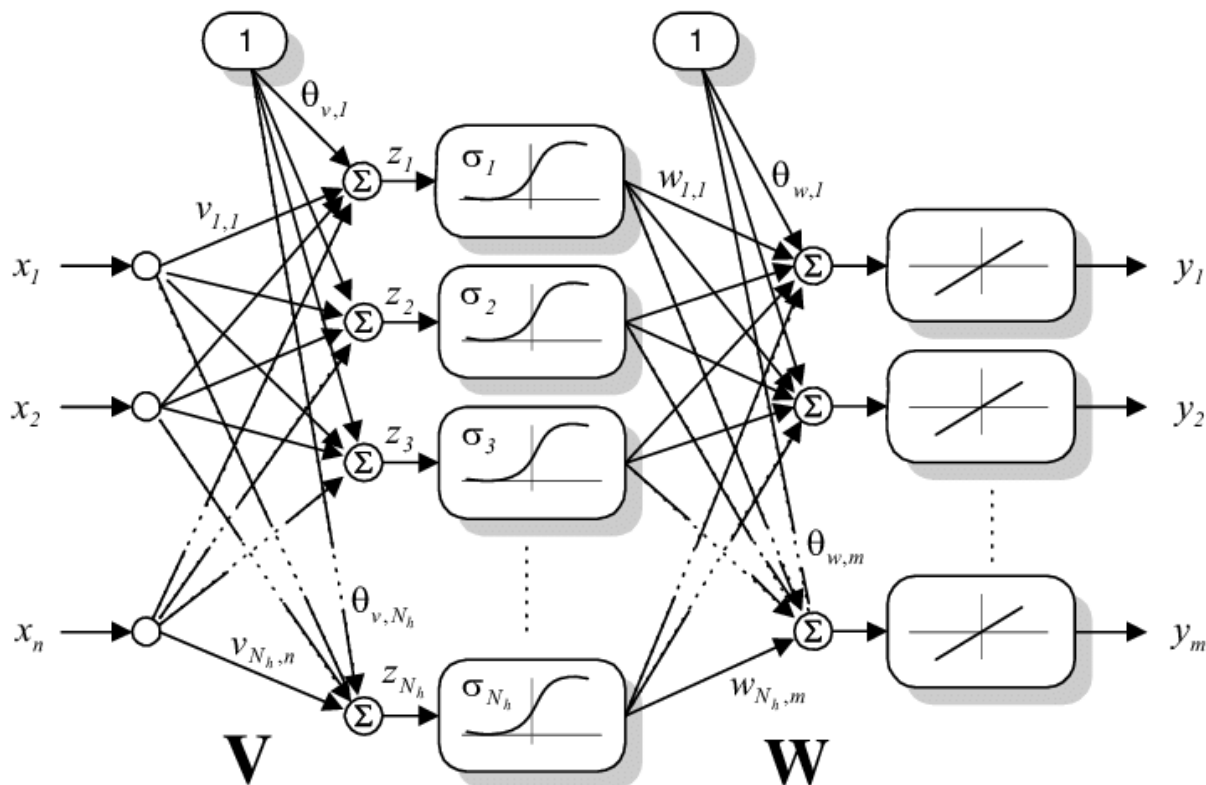 1
1
θv,1
z1
σ1
w1,1
θw,1
v1,1
x1
Σ
Σ
y1
z2
σ2
Σ
x2
Σ
y2
z3
σ3
Σ
θw,m
θv,Nh
xn
vNh,n
Σ
ym
zNh
σNh
wNh,m
Σ
V
W